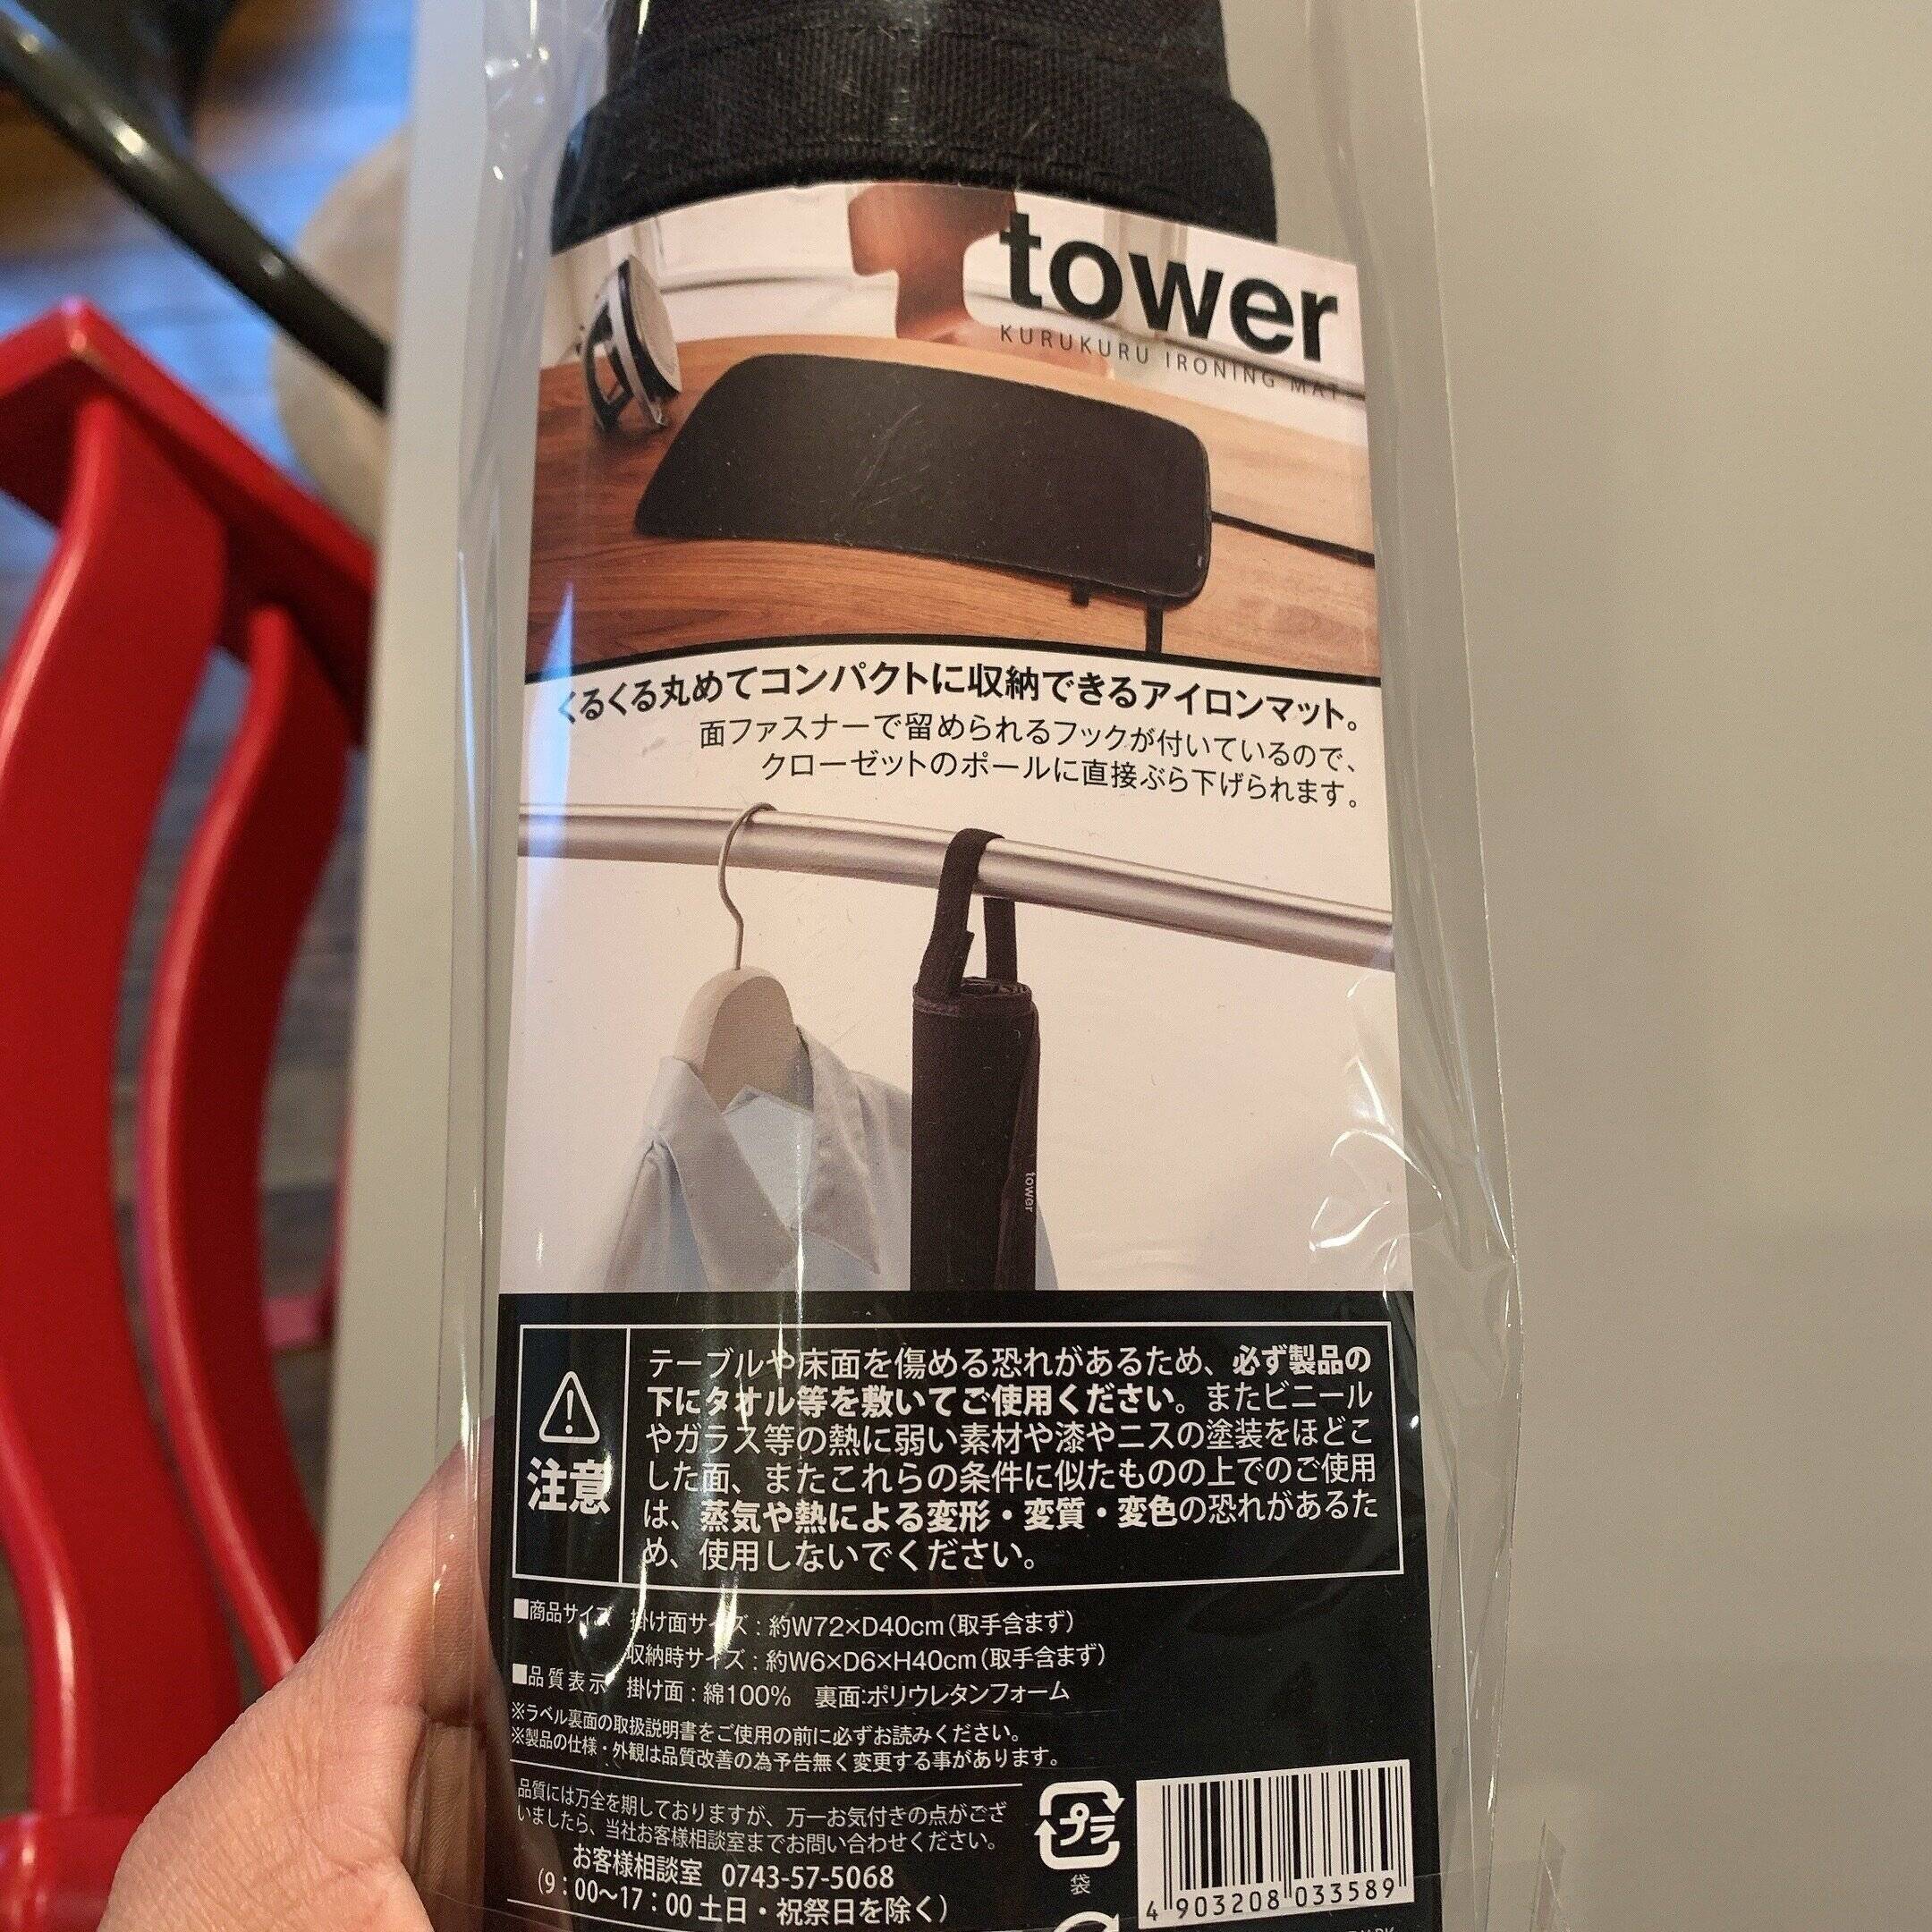 tower
KURUKURU IRONING MAT
くるくる丸めてコンパクトに収納できるアイロンマット。
面ファスナーで留められるフックが付いているので、
クローゼットのポールに直接ぶら下げられます。
tower
注意
テーブルや床面を傷める恐れがあるため、必ず製品の
下にタオル等を敷いてご使用ください。またビニール
やガラス等の熱に弱い素材や漆やニスの塗装をほどこ
した面、またこれらの条件に似たものの上でのご使用
は、蒸気や熱による変形・変質・変色の恐れがあるた
め、使用しないでください。
■商品サイズ 掛け面サイズ:約W72×D40cm(取手含まず)
収納時サイズ:約W6×D6×H40cm(取手含まず)
■品質表示 掛け面:綿100% 裏面:ポリウレタンフォーム
※ラベル裏面の取扱説明書をご使用の前に必ずお読みください。
※製品の仕様・外観は品質改善の為予告無く変更する事があります。
品質には万全を期しておりますが、万一お気付きの点がござ
いましたら、当社お客様相談室までお問い合わせください。
お客様相談室 0743-57-5068
(9:00〜17:00 土日・祝祭日を除く)
プラ
袋
4 903208 033589